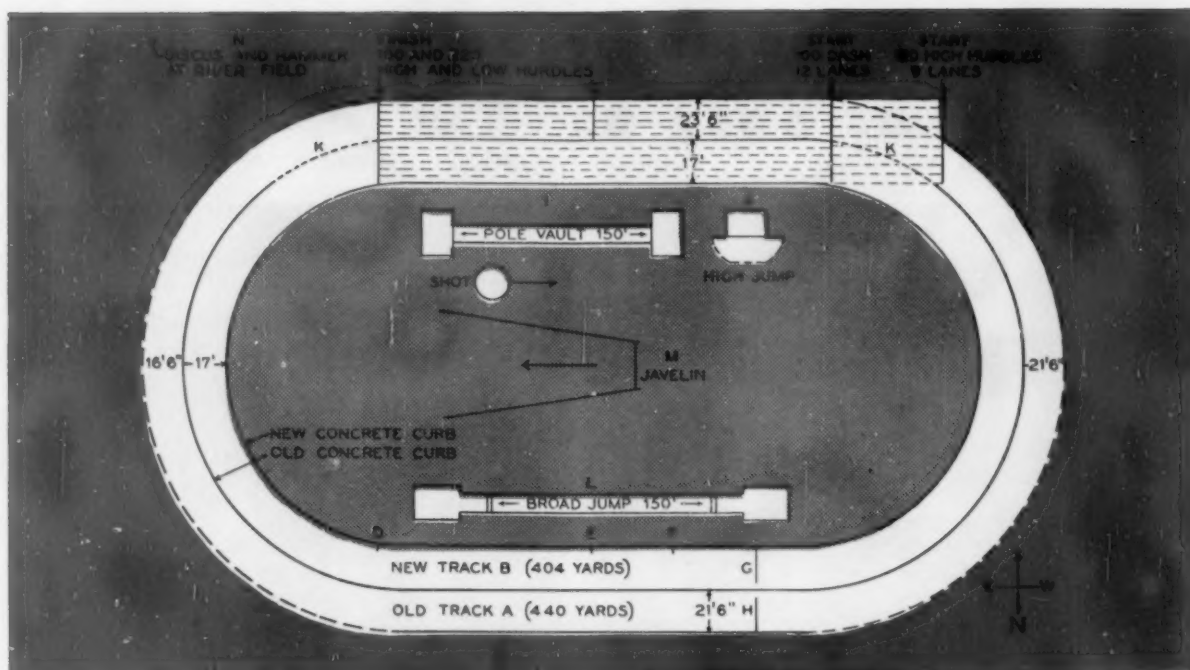 N
AND HAMMER
AT RIVER FIELD
FINISH
100 AND 220
HIGH AND LOW HURDLES
START
100 DASH
12 LANES
START
HIGH HURDLES
LANES
23'6"
17'
K
K
POLE VAULT 150'
HIGH JUMP
SHOT
M
JAVELIN
16'6"
17'
21'6"
NEW CONCRETE CURB
OLD CONCRETE CURB
L
BROAD JUMP 150'
D
E
F
NEW TRACK B (404 YARDS)
G
OLD TRACK A (440 YARDS)
21'6" H
W
N